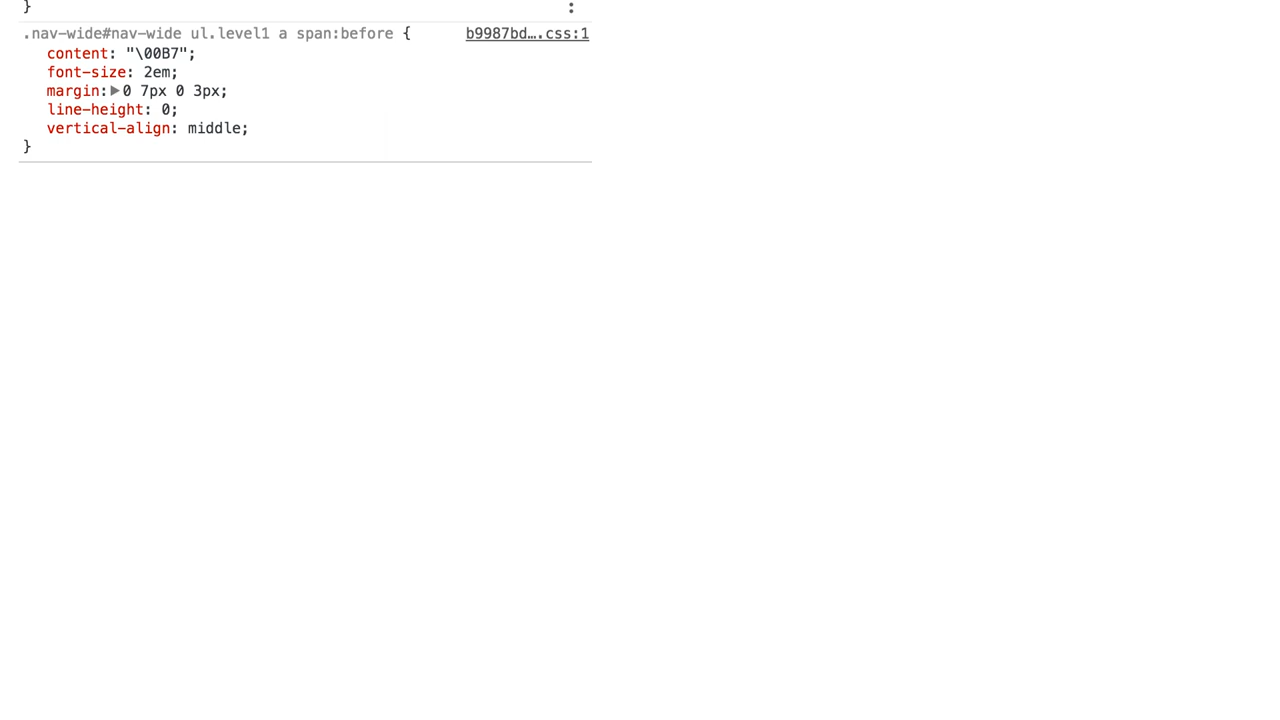 }
.nav-wide#nav-wide ul.level1 a span:before { b9987bd….css:1
content: "\00B7";
font-size: 2em;
margin: 0 7px 0 3px;
line-height: 0;
vertical-align: middle;
}